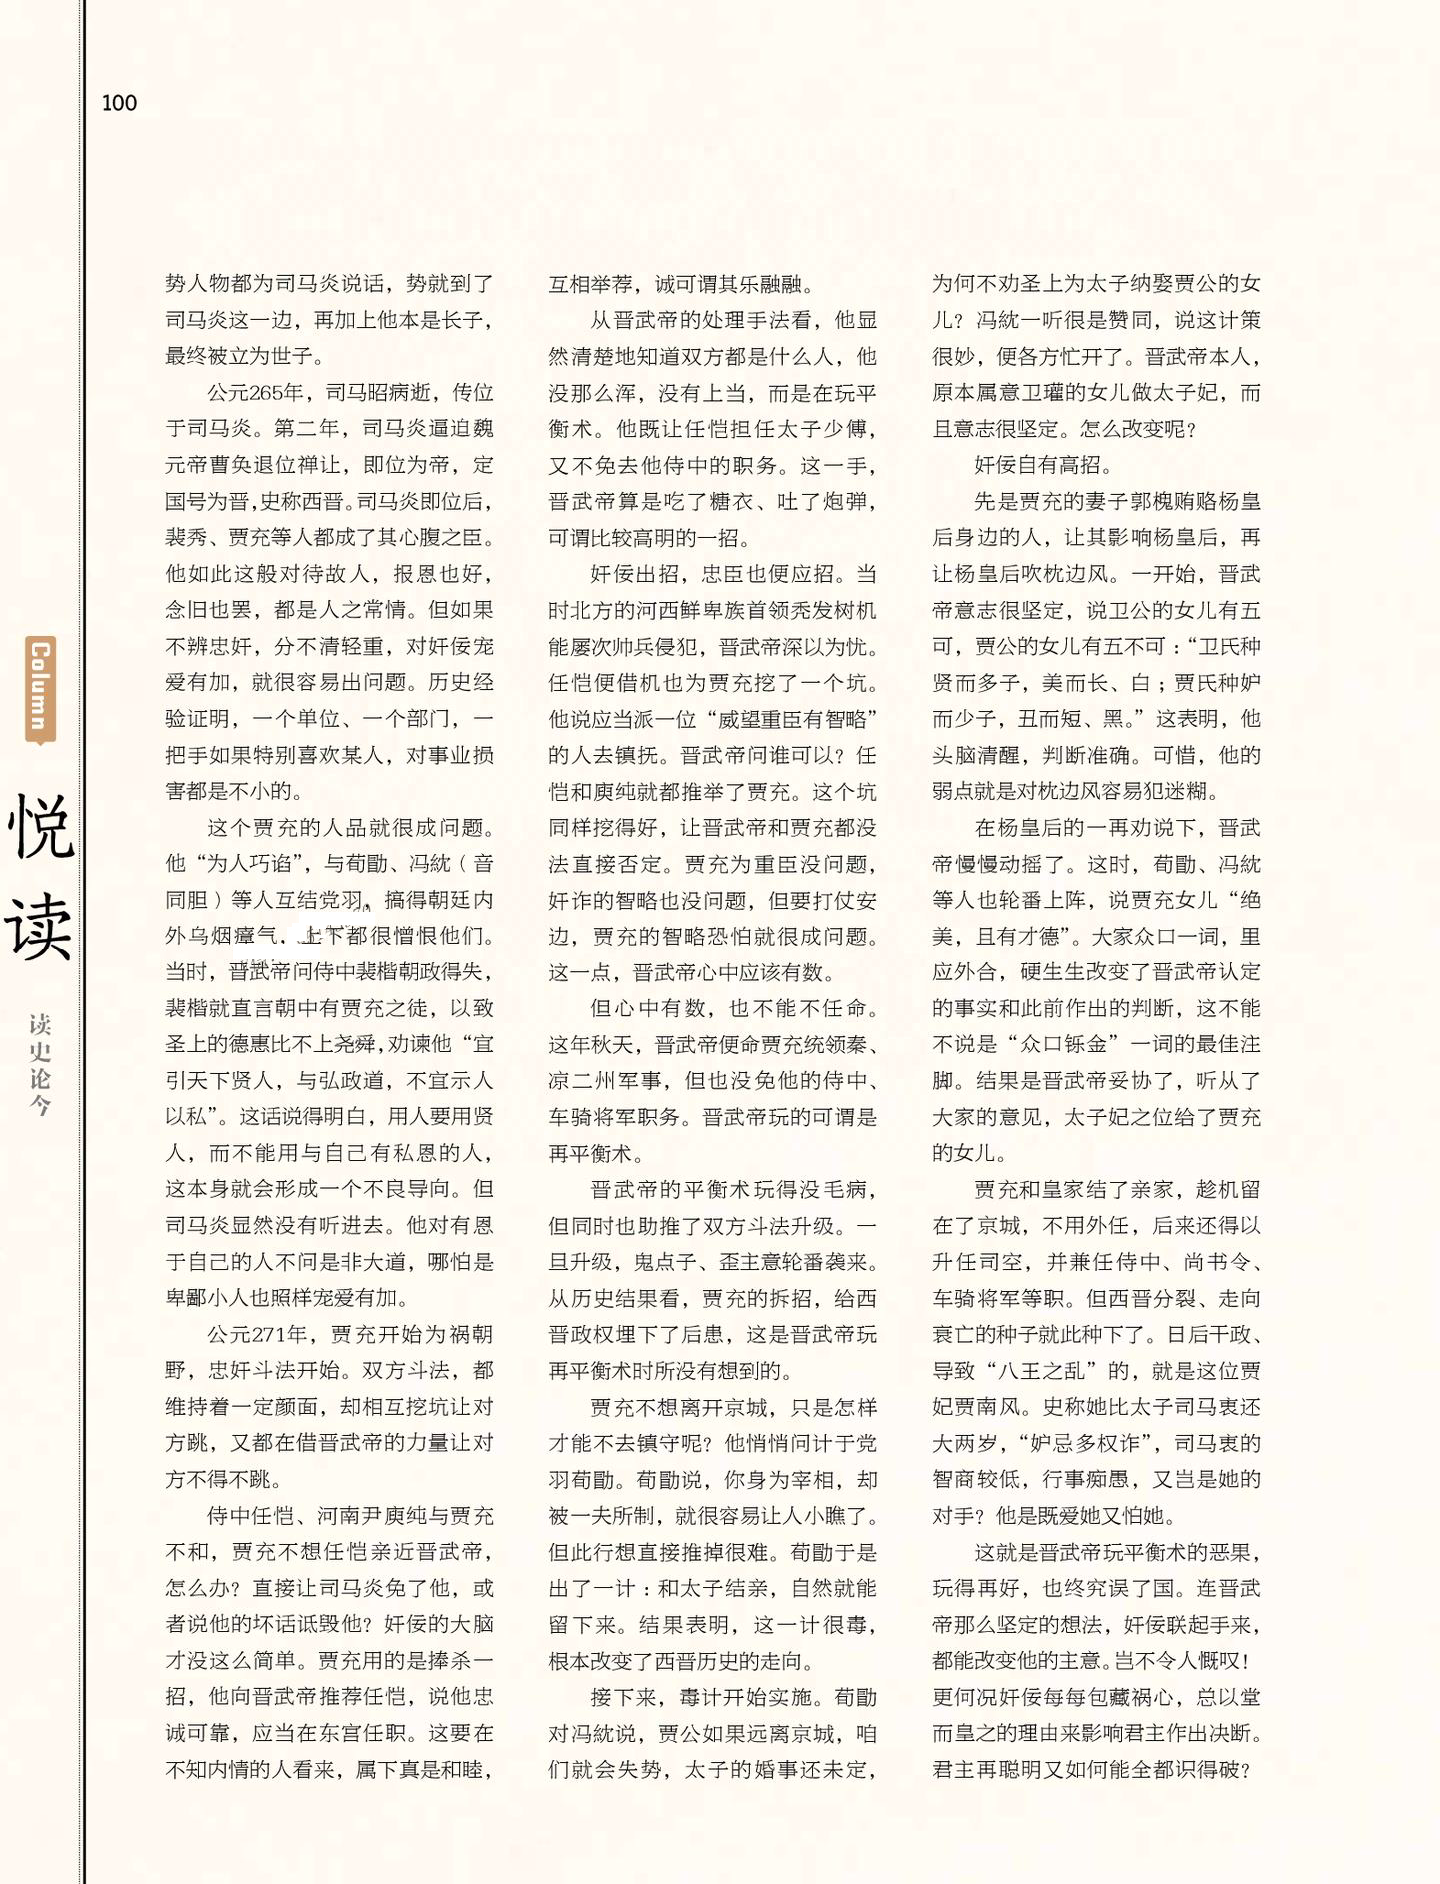 100
Column
悦读
读史论今
势人物都为司马炎说话，势就到了
司马炎这一边，再加上他本是长子，
最终被立为世子。
公元265年，司马昭病逝，传位
于司马炎。第二年，司马炎逼迫魏
元帝曹奂退位禅让，即位为帝，定
国号为晋，史称西晋。司马炎即位后，
裴秀、贾充等人都成了其心腹之臣。
他如此这般对待故人，报恩也好，
念旧也罢，都是人之常情。但如果
不辨忠奸，分不清轻重，对奸佞宠
爱有加，就很容易出问题。历史经
验证明，一个单位、一个部门，一
把手如果特别喜欢某人，对事业损
害都是不小的。
这个贾充的人品就很成问题。
他“为人巧谄”，与荀勖、冯紞（音
同胆）等人互结党羽，搞得朝廷内
外乌烟瘴气，上下都很憎恨他们。
当时，晋武帝问侍中裴楷朝政得失，
裴楷就直言朝中有贾充之徒，以致
圣上的德惠比不上尧舜，劝谏他“宜
引天下贤人，与弘政道，不宜示人
以私”。这话说得明白，用人要用贤
人，而不能用与自己有私恩的人，
这本身就会形成一个不良导向。但
司马炎显然没有听进去。他对有恩
于自己的人不问是非大道，哪怕是
卑鄙小人也照样宠爱有加。
公元271年，贾充开始为祸朝
野，忠奸斗法开始。双方斗法，都
维持着一定颜面，却相互挖坑让对
方跳，又都在借晋武帝的力量让对
方不得不跳。
侍中任恺、河南尹庾纯与贾充
不和，贾充不想任恺亲近晋武帝，
怎么办？直接让司马炎免了他，或
者说他的坏话诋毁他？奸佞的大脑
才没这么简单。贾充用的是捧杀一
招，他向晋武帝推荐任恺，说他忠
诚可靠，应当在东宫任职。这要在
不知内情的人看来，属下真是和睦，
互相举荐，诚可谓其乐融融。
从晋武帝的处理手法看，他显
然清楚地知道双方都是什么人，他
没那么浑，没有上当，而是在玩平
衡术。他既让任恺担任太子少傅，
又不免去他侍中的职务。这一手，
晋武帝算是吃了糖衣、吐了炮弹，
可谓比较高明的一招。
奸佞出招，忠臣也便应招。当
时北方的河西鲜卑族首领秃发树机
能屡次帅兵侵犯，晋武帝深以为忧。
任恺便借机也为贾充挖了一个坑。
他说应当派一位“威望重臣有智略”
的人去镇抚。晋武帝问谁可以？任
恺和庾纯就都推举了贾充。这个坑
同样挖得好，让晋武帝和贾充都没
法直接否定。贾充为重臣没问题，
奸诈的智略也没问题，但要打仗安
边，贾充的智略恐怕就很成问题。
这一点，晋武帝心中应该有数。
但心中有数，也不能不任命。
这年秋天，晋武帝便命贾充统领秦、
凉二州军事，但也没免他的侍中、
车骑将军职务。晋武帝玩的可谓是
再平衡术。
晋武帝的平衡术玩得没毛病，
但同时也助推了双方斗法升级。一
旦升级，鬼点子、歪主意轮番袭来。
从历史结果看，贾充的拆招，给西
晋政权埋下了后患，这是晋武帝玩
再平衡术时所没有想到的。
贾充不想离开京城，只是怎样
才能不去镇守呢？他悄悄问计于党
羽荀勖。荀勖说，你身为宰相，却
被一夫所制，就很容易让人小瞧了。
但此行想直接推掉很难。荀勖于是
出了一计：和太子结亲，自然就能
留下来。结果表明，这一计很毒，
根本改变了西晋历史的走向。
接下来，毒计开始实施。荀勖
对冯紞说，贾公如果远离京城，咱
们就会失势，太子的婚事还未定，
为何不劝圣上为太子纳娶贾公的女
儿？冯紞一听很是赞同，说这计策
很妙，便各方忙开了。晋武帝本人，
原本属意卫瓘的女儿做太子妃，而
且意志很坚定。怎么改变呢？
奸佞自有高招。
先是贾充的妻子郭槐贿赂杨皇
后身边的人，让其影响杨皇后，再
让杨皇后吹枕边风。一开始，晋武
帝意志很坚定，说卫公的女儿有五
可，贾公的女儿有五不可：“卫氏种
贤而多子，美而长、白；贾氏种妒
而少子，丑而短、黑。”这表明，他
头脑清醒，判断准确。可惜，他的
弱点就是对枕边风容易犯迷糊。
在杨皇后的一再劝说下，晋武
帝慢慢动摇了。这时，荀勖、冯紞
等人也轮番上阵，说贾充女儿“绝
美，且有才德”。大家众口一词，里
应外合，硬生生改变了晋武帝认定
的事实和此前作出的判断，这不能
不说是“众口铄金”一词的最佳注
脚。结果是晋武帝妥协了，听从了
大家的意见，太子妃之位给了贾充
的女儿。
贾充和皇家结了亲家，趁机留
在了京城，不用外任，后来还得以
升任司空，并兼任侍中、尚书令、
车骑将军等职。但西晋分裂、走向
衰亡的种子就此种下了。日后干政、
导致“八王之乱”的，就是这位贾
妃贾南风。史称她比太子司马衷还
大两岁，“妒忌多权诈”，司马衷的
智商较低，行事痴愚，又岂是她的
对手？他是既爱她又怕她。
这就是晋武帝玩平衡术的恶果，
玩得再好，也终究误了国。连晋武
帝那么坚定的想法，奸佞联起手来，
都能改变他的主意。岂不令人慨叹！
更何况奸佞每每包藏祸心，总以堂
而皇之的理由来影响君主作出决断。
君主再聪明又如何能全都识得破？